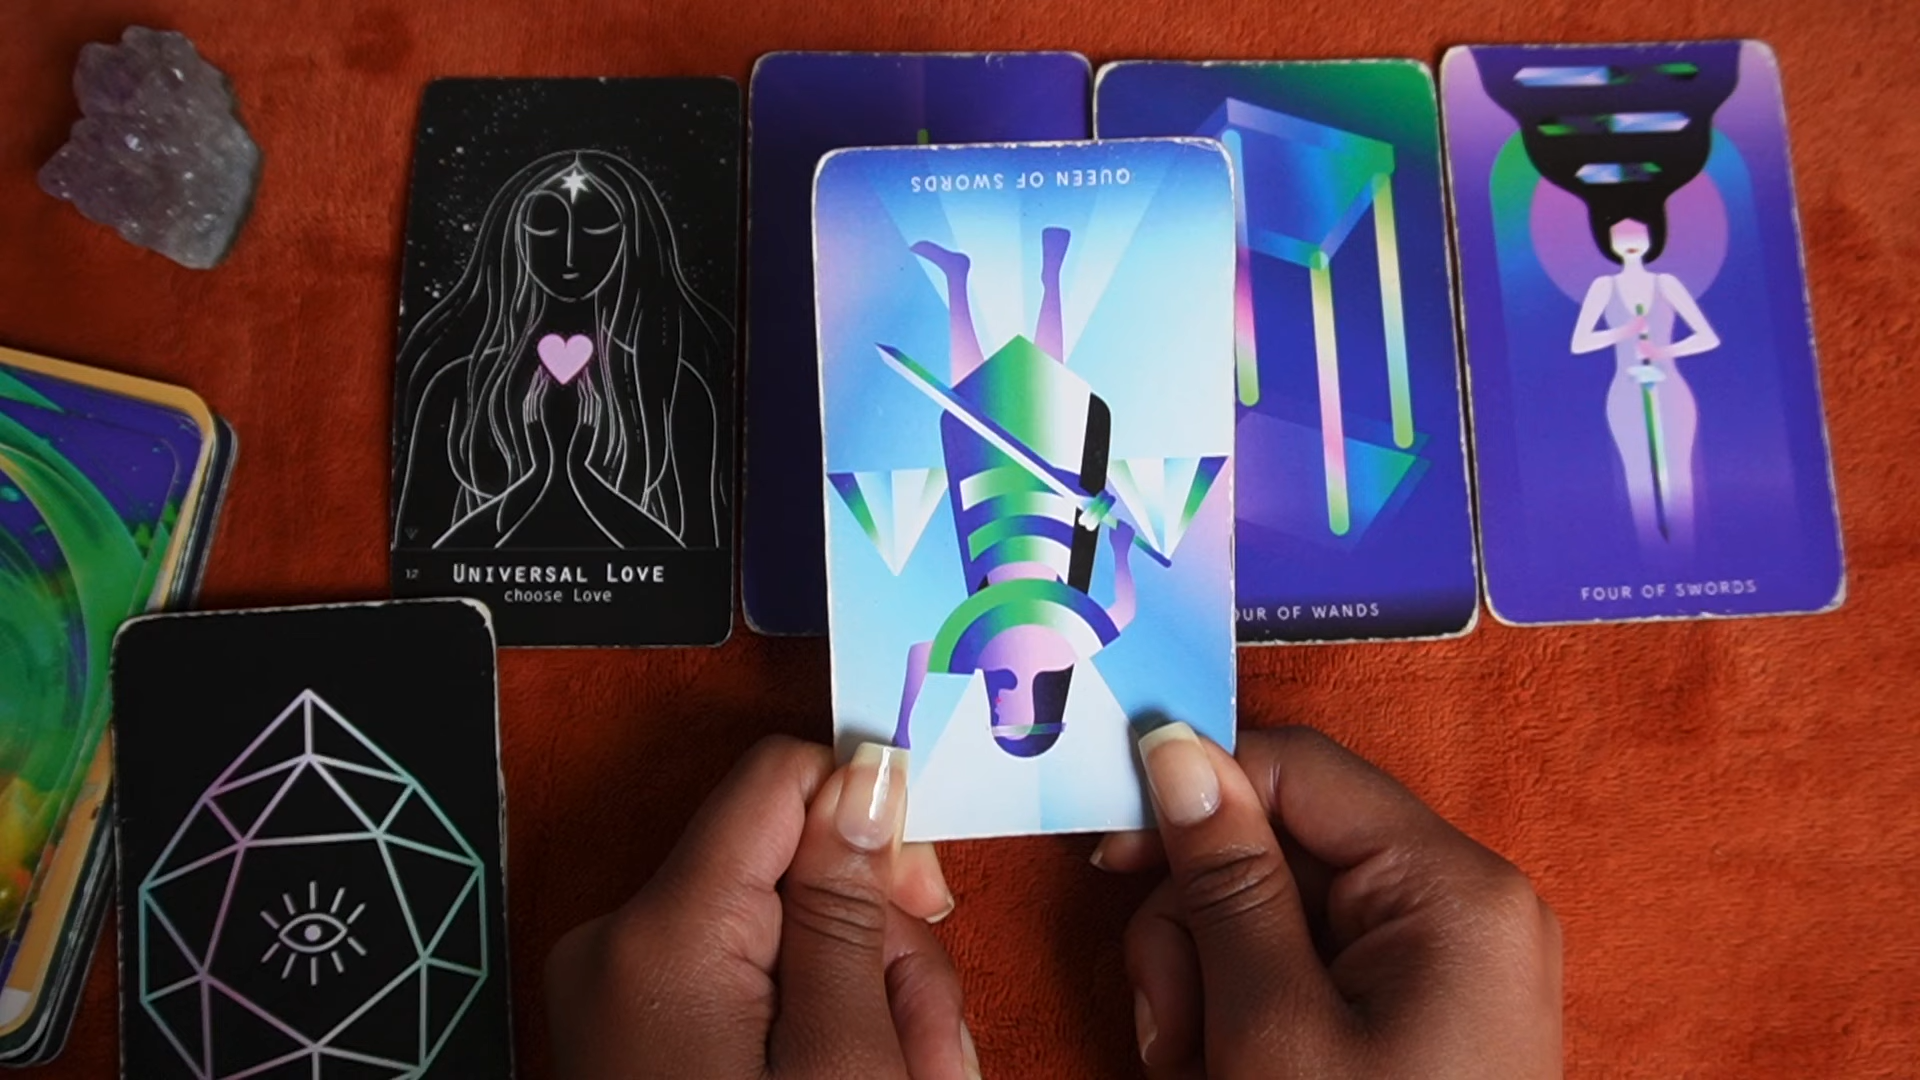 QUEEN OF SWORDS
12
UNIVERSAL LOVE
choose Love
OUR OF WANDS
FOUR OF SWORDS